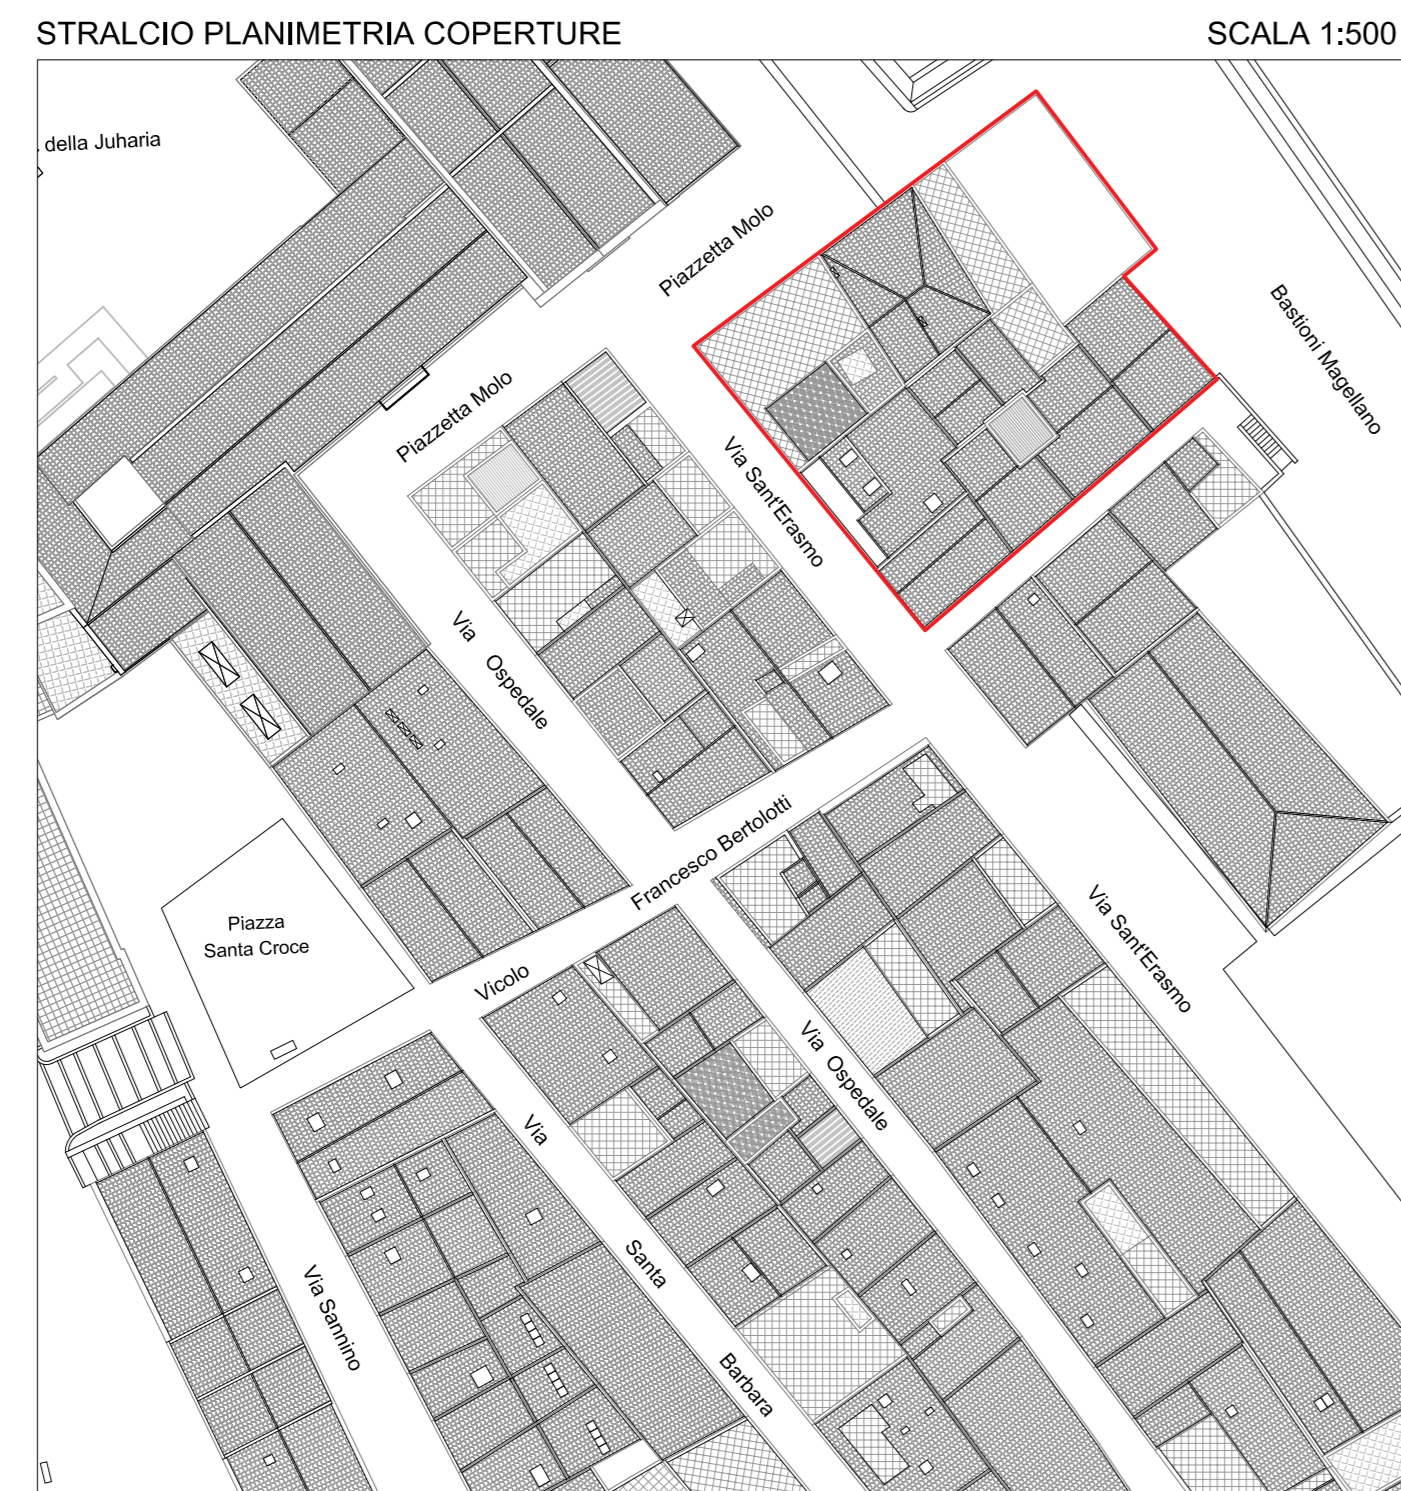 STRALCIO PLANIMETRIA COPERTURE
SCALA 1:500
della Juharia
Piazzetta Molo
Bastioni Magellano
Piazzetta Molo
Via Sant'Erasmo
Via Ospedale
Francesco Bertolotti
Vicolo
Piazza
Santa Croce
Via Sant'Erasmo
Via Ospedale
Via
Santa
Barbara
Via Sannino